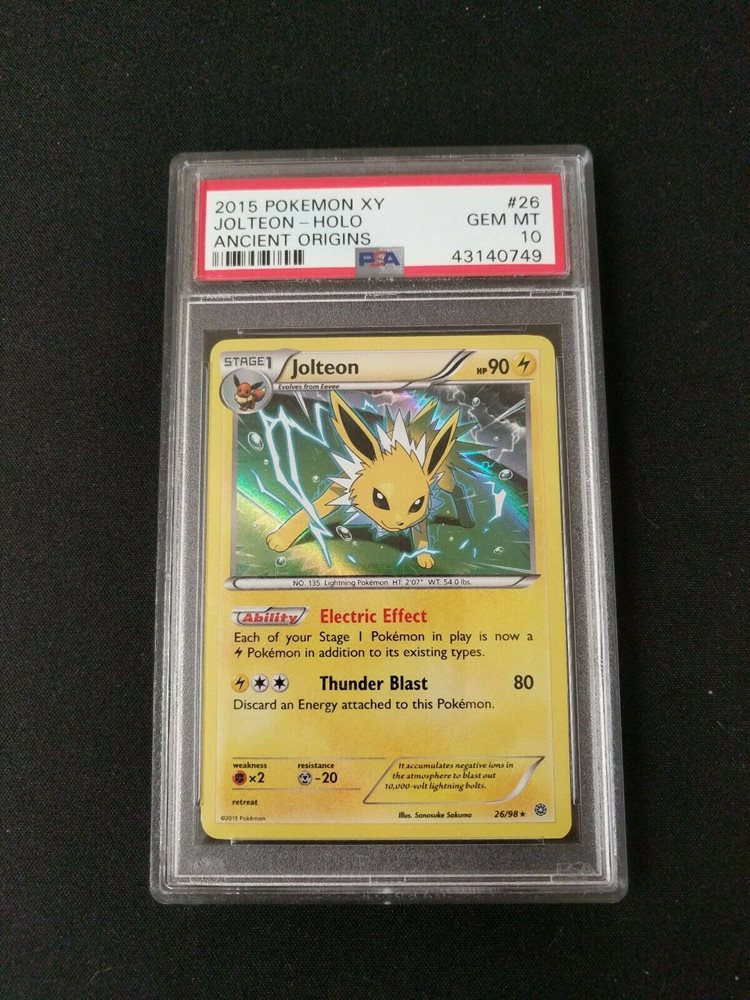 2015 POKEMON XY #26
JOLTEON-HOLO GEM MT
ANCIENT ORIGINS 10
PSA 43140749
STAGE1 Jolteon HP 90
Evolves from Eevee
NO. 135 Lightning Pokémon HT: 2'07" WT: 54.0 lbs.
Ability Electric Effect
Each of your Stage 1 Pokémon in play is now a
Pokémon in addition to its existing types.
Thunder Blast 80
Discard an Energy attached to this Pokémon.
weakness resistance
×2 -20
retreat
It accumulates negative ions in
the atmosphere to blast out
10,000-volt lightning bolts.
©2015 Pokémon Illus. Sanosuke Sakuma 26/98